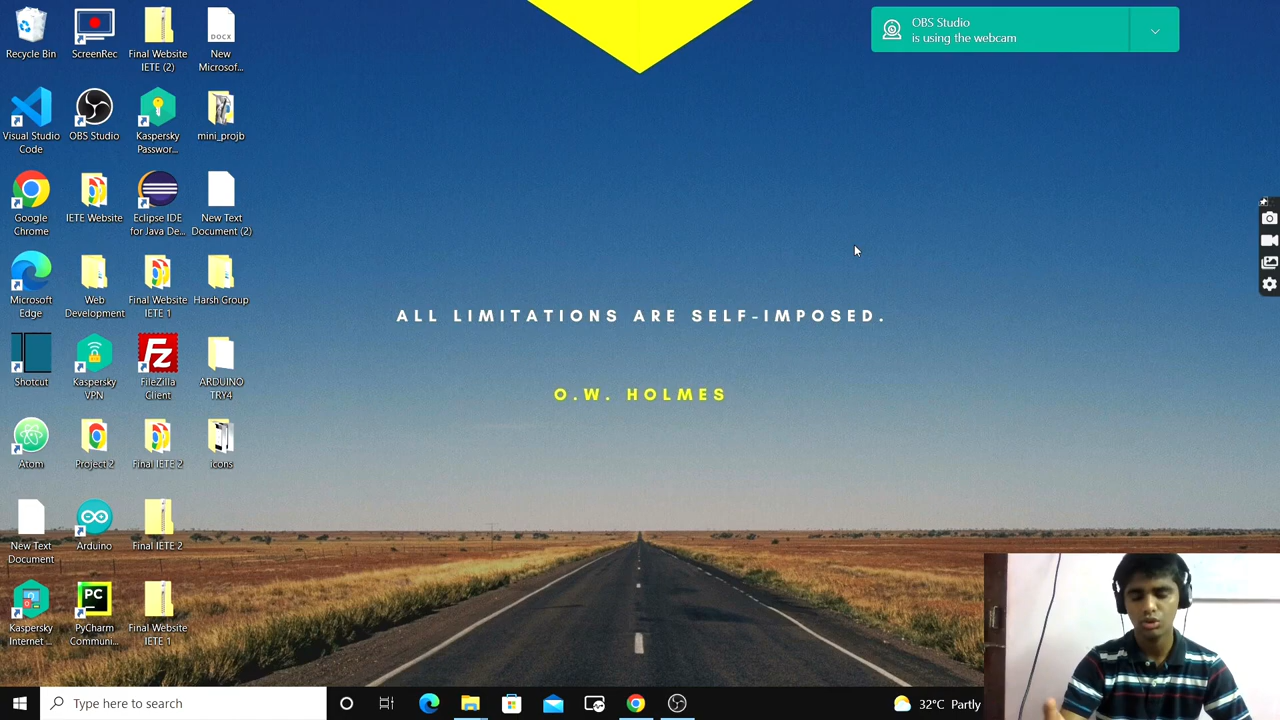 OBS Studio
is using the webcam
Recycle Bin
ScreenRec
Final Website
IETE (2)
DOCX
New
Microsof...
Visual Studio
Code
OBS Studio
Kaspersky
Passwor...
mini_projb
Google
Chrome
IETE Website
Eclipse IDE
for Java De...
New Text
Document (2)
Microsoft
Edge
Web
Development
Final Website
IETE 1
Harsh Group
ALL LIMITATIONS ARE SELF-IMPOSED.
O.W. HOLMES
Shotcut
Kaspersky
VPN
Fz
FileZilla
Client
ARDUINO
TRY4
Atom
Project 2
Final IETE 2
icons
New Text
Document
Arduino
Final IETE 2
Kaspersky
Internet ...
PC
PyCharm
Communi...
Final Website
IETE 1
Type here to search
32°C Partly